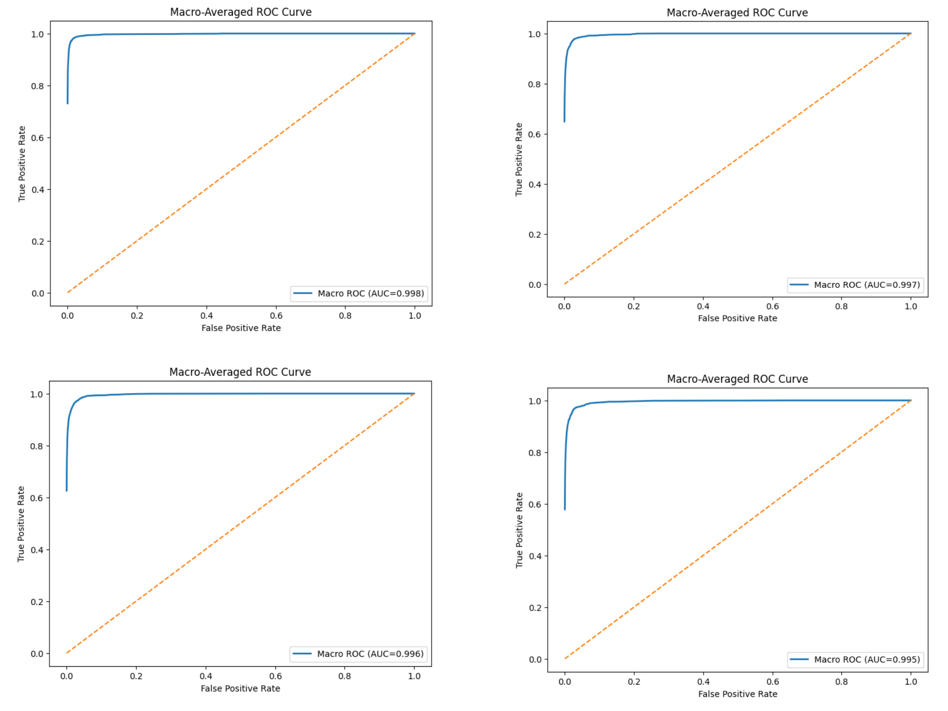 Macro-Averaged ROC Curve
True Positive Rate
1.0
0.8
0.6
0.4
0.2
0.0
Macro ROC (AUC=0.998)
0.0 0.2 0.4 0.6 0.8 1.0
False Positive Rate
Macro-Averaged ROC Curve
True Positive Rate
1.0
0.8
0.6
0.4
0.2
0.0
Macro ROC (AUC=0.997)
0.0 0.2 0.4 0.6 0.8 1.0
False Positive Rate
Macro-Averaged ROC Curve
True Positive Rate
1.0
0.8
0.6
0.4
0.2
0.0
Macro ROC (AUC=0.996)
0.0 0.2 0.4 0.6 0.8 1.0
False Positive Rate
Macro-Averaged ROC Curve
True Positive Rate
1.0
0.8
0.6
0.4
0.2
0.0
Macro ROC (AUC=0.995)
0.0 0.2 0.4 0.6 0.8 1.0
False Positive Rate